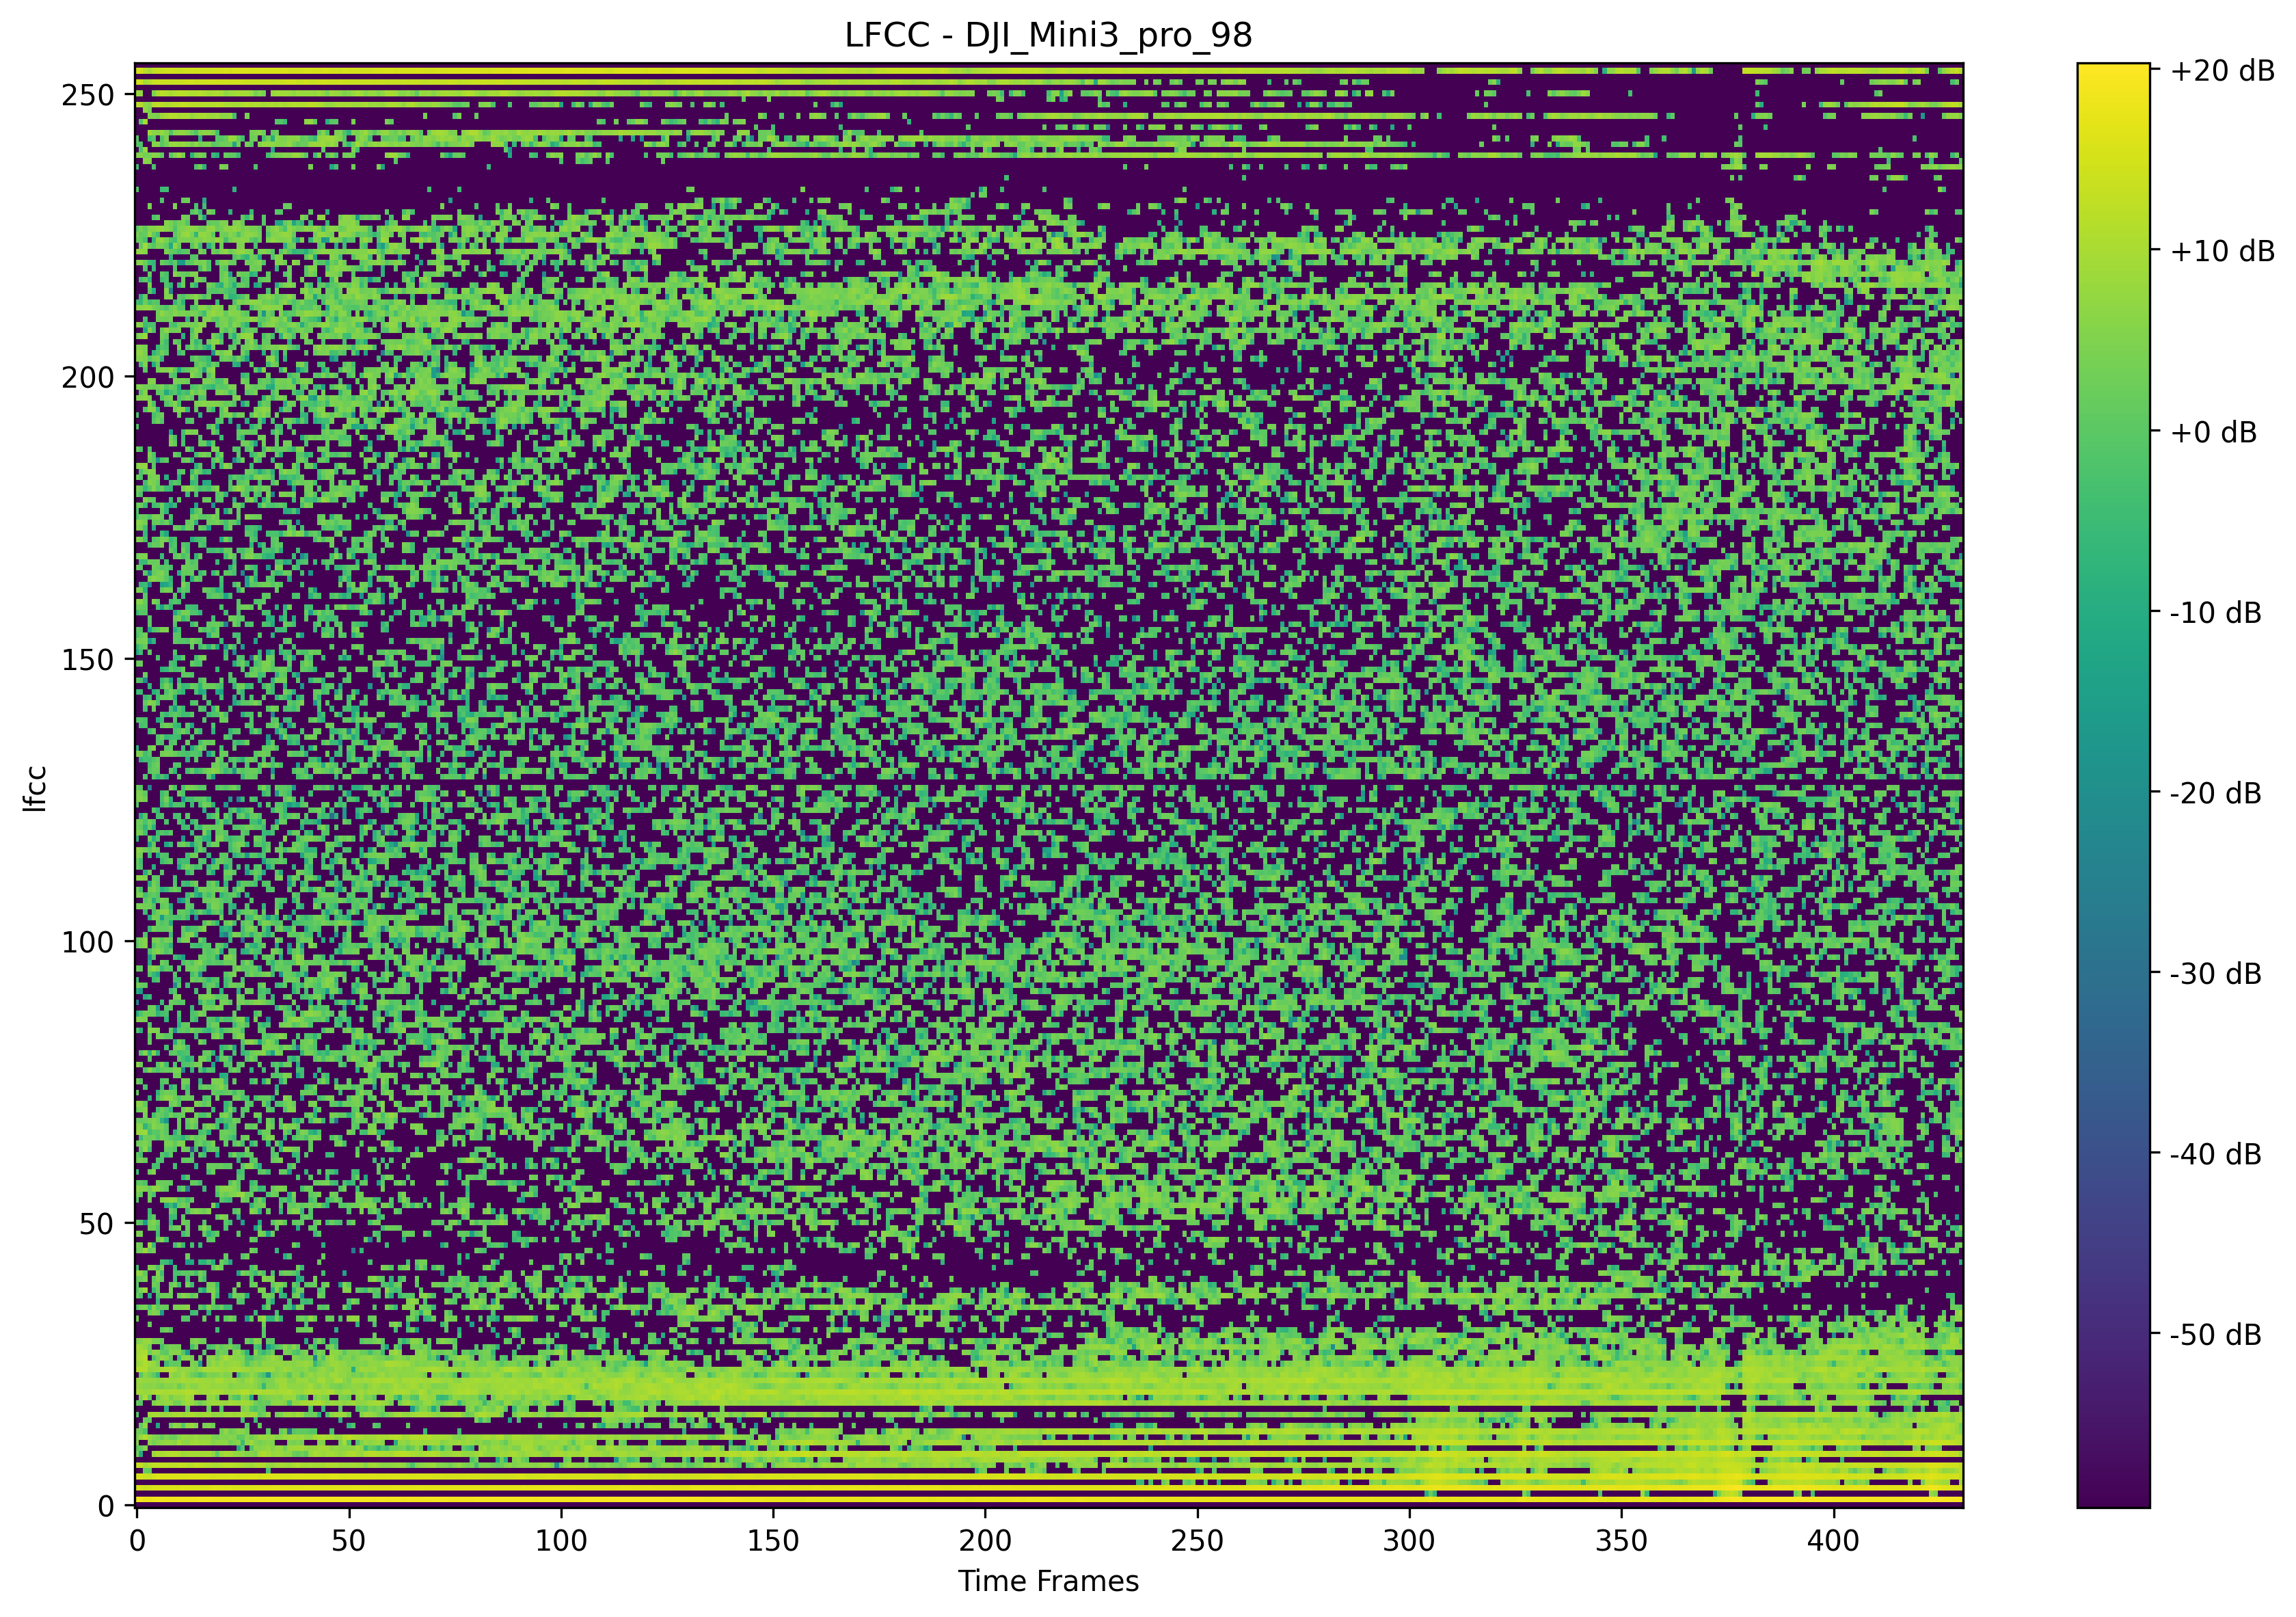 LFCC - DJI_Mini3_pro_98
250
200
150
100
50
0
lfcc
0 50 100 150 200 250 300 350 400
Time Frames
+20 dB
+10 dB
+0 dB
-10 dB
-20 dB
-30 dB
-40 dB
-50 dB